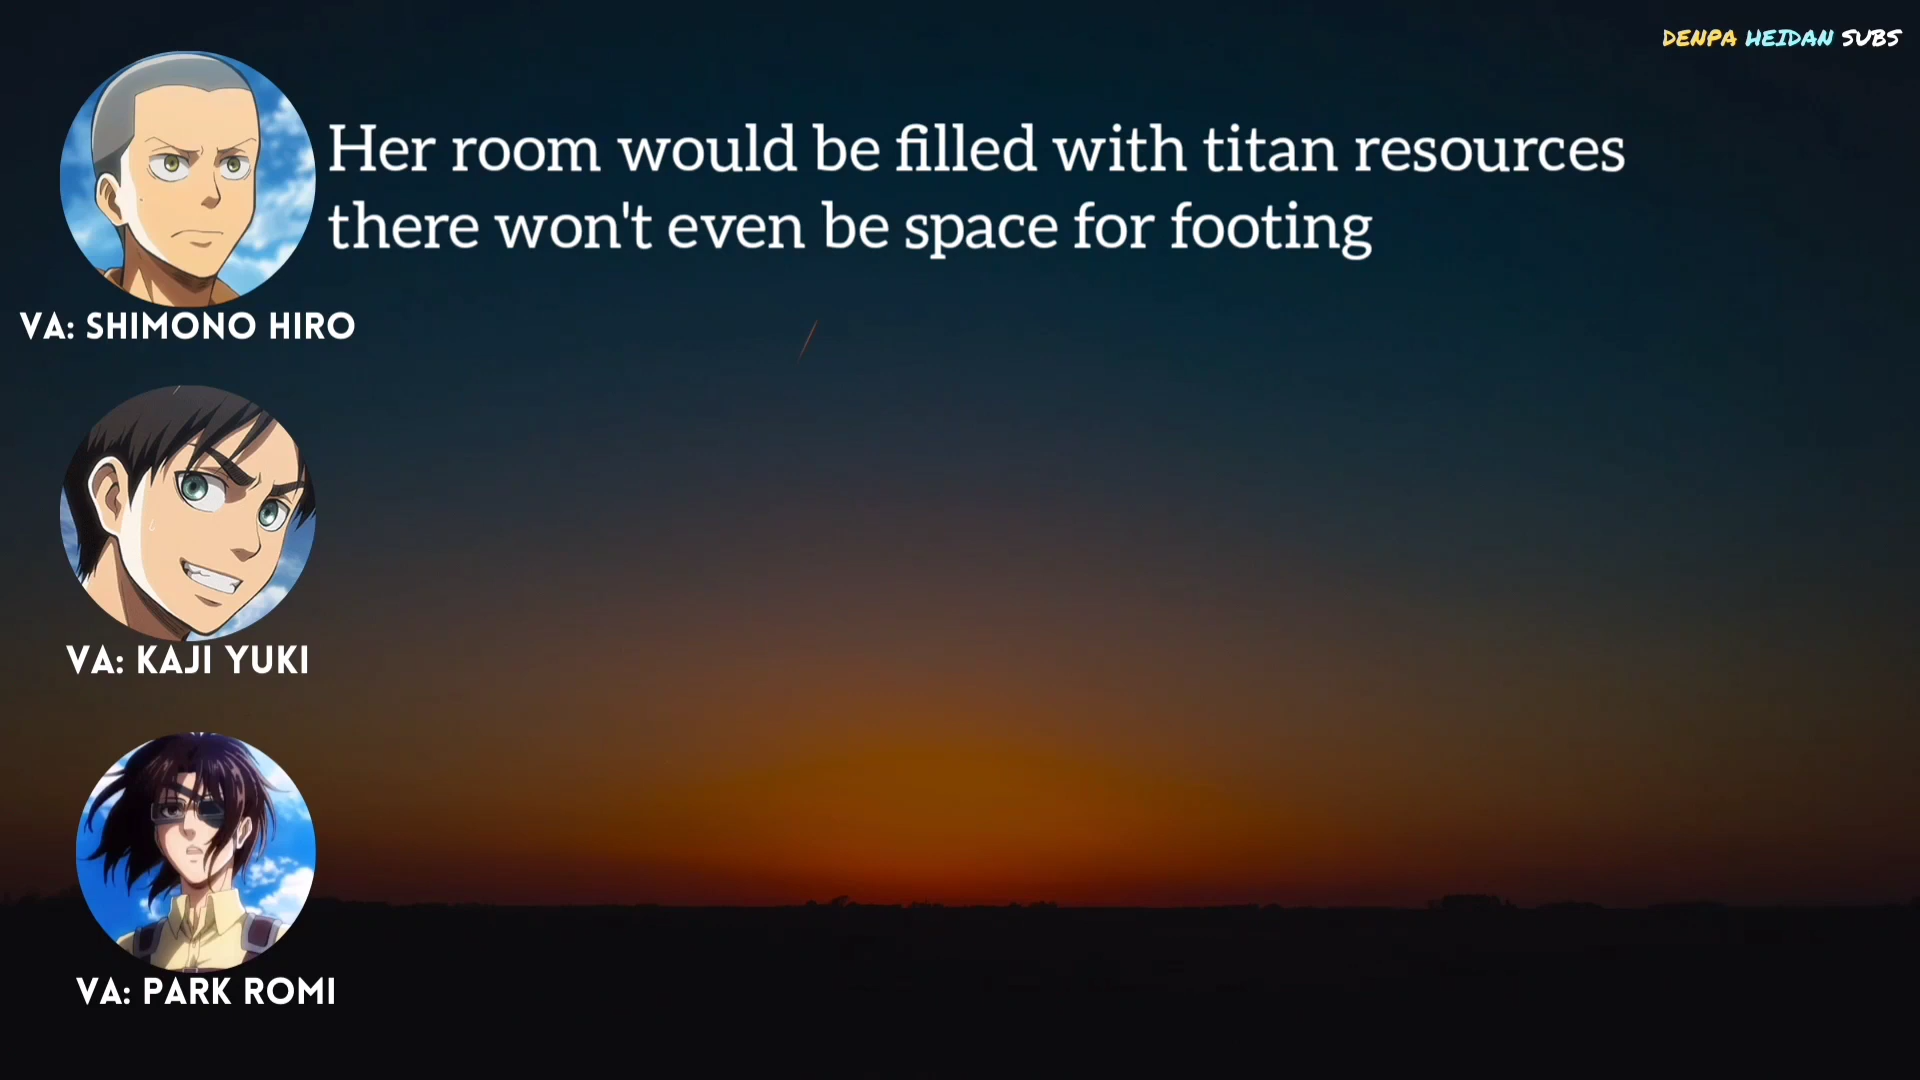 DENPA HEIDAN SUBS
Her room would be filled with titan resources
there won't even be space for footing
VA: SHIMONO HIRO
VA: KAJI YUKI
VA: PARK ROMI